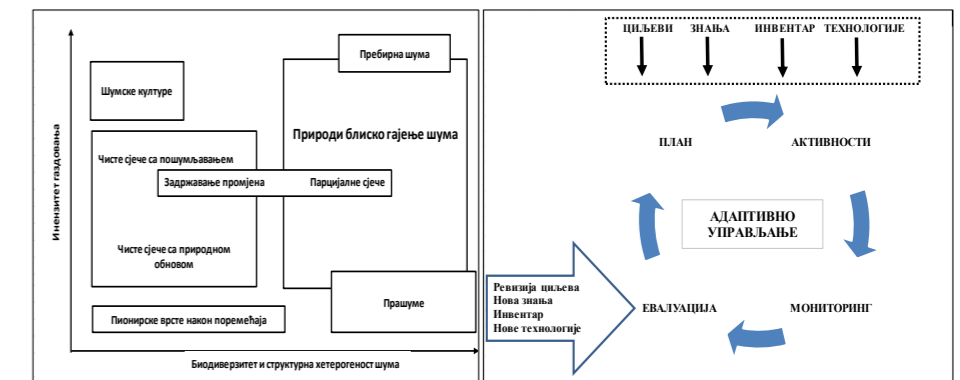 Инензитет газдовања
Пребирна шума
Шумске културе
Природи блиско гајење шума
Чисте сјече са пошумљавањем
Задржавање промјена
Парцијалне сјече
Чисте сјече са природном
обновом
Прашуме
Пионирске врсте након поремећаја
Биодиверзитет и структурна хетерогеност шума
ЦИЉЕВИ ЗНАЊА ИНВЕНТАР ТЕХНОЛОГИЈЕ
ПЛАН
АКТИВНОСТИ
АДАПТИВНО
УПРАВЉАЊЕ
Ревизија циљева
Нова знања
Инвентар
Нове технологије
ЕВАЛУАЦИЈА
МОНИТОРИНГ